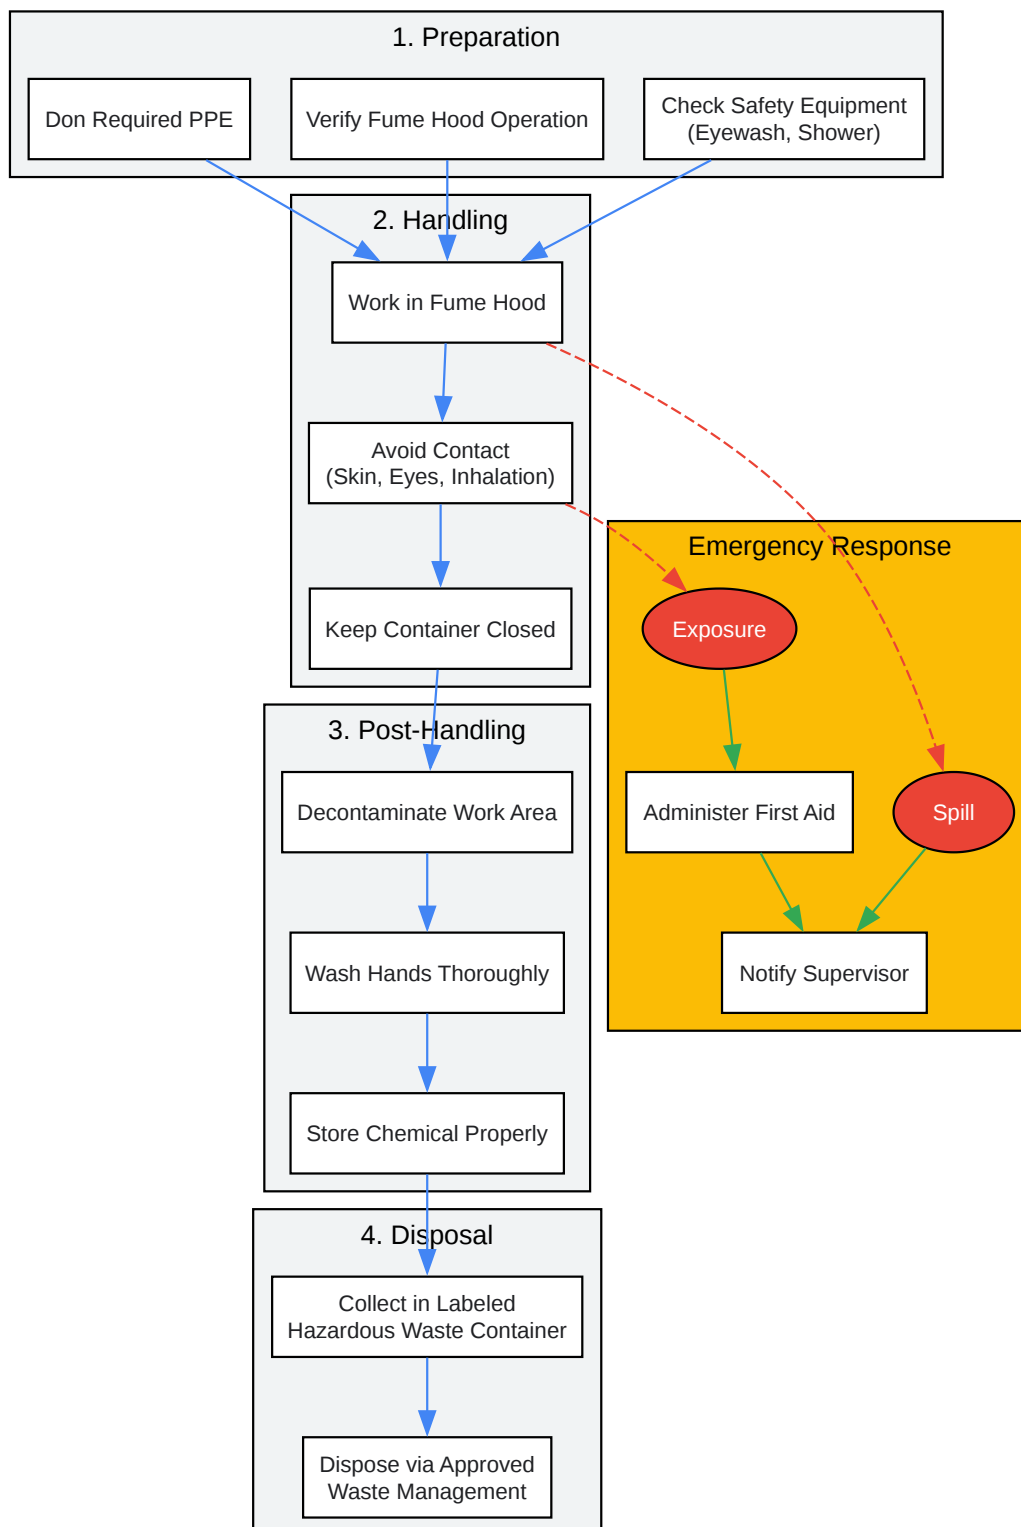 1. Preparation
Don Required PPE
Verify Fume Hood Operation
Check Safety Equipment
(Eyewash, Shower)
2. Handling
Work in Fume Hood
Avoid Contact
(Skin, Eyes, Inhalation)
Keep Container Closed
Emergency Response
Exposure
Administer First Aid
Spill
Notify Supervisor
3. Post-Handling
Decontaminate Work Area
Wash Hands Thoroughly
Store Chemical Properly
4. Disposal
Collect in Labeled
Hazardous Waste Container
Dispose via Approved
Waste Management